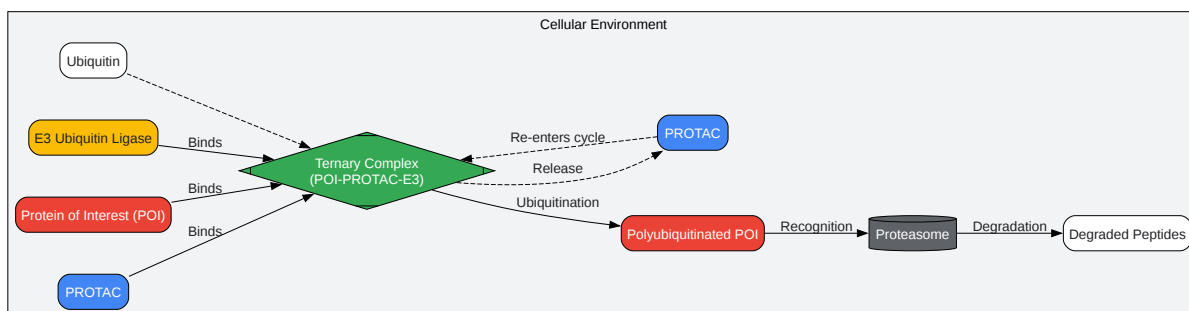 Cellular Environment
Ubiquitin
E3 Ubiquitin Ligase
Binds
Protein of Interest (POI)
Binds
PROTAC
Binds
Ternary Complex
(POI-PROTAC-E3)
Re-enters cycle
Release
PROTAC
Ubiquitination
Polyubiquitinated POI
Recognition
Proteasome
Degradation
Degraded Peptides